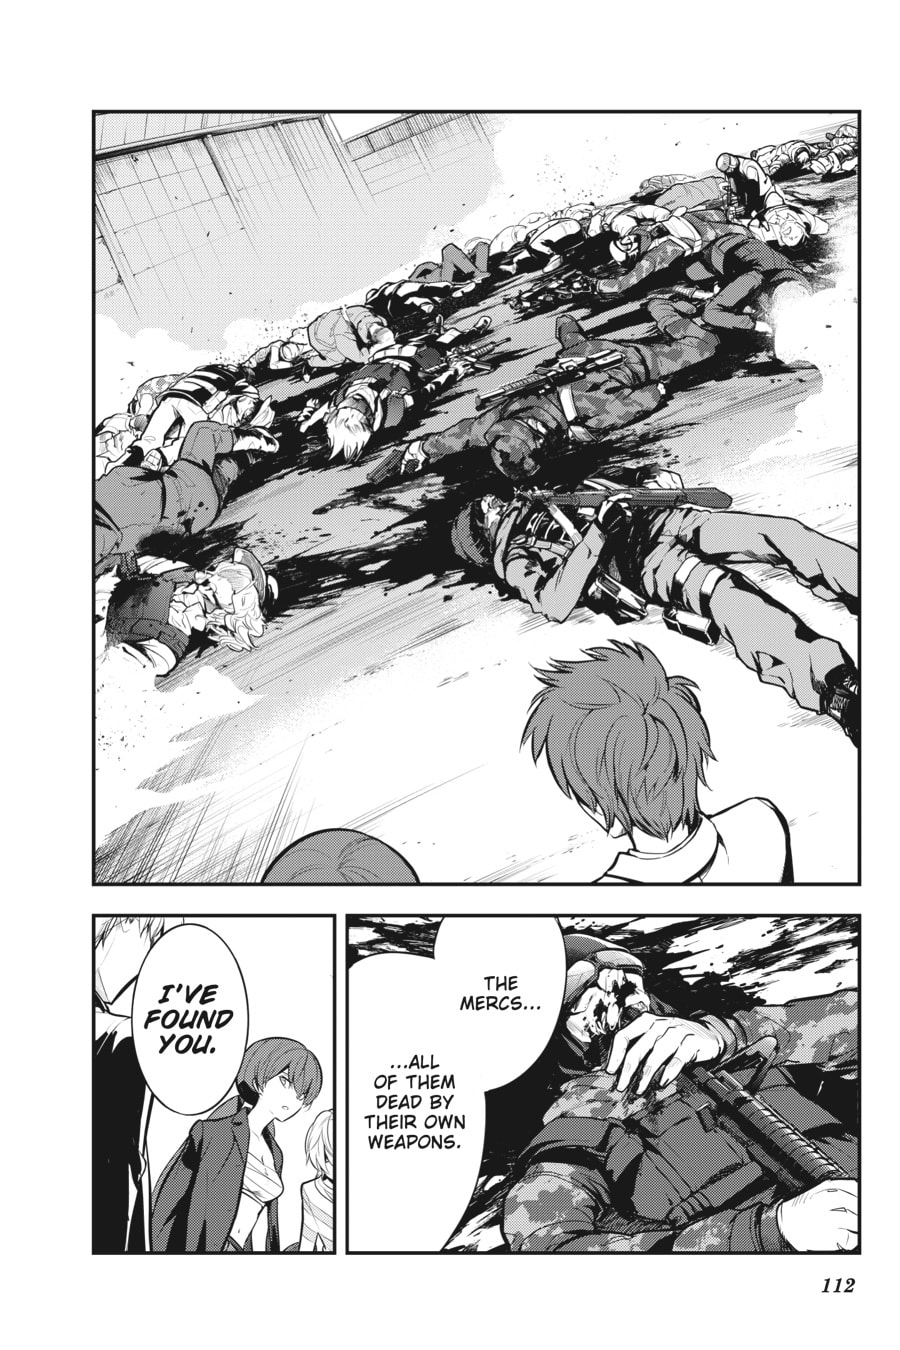 THE
MERCS...
...ALL
OF THEM
DEAD BY
THEIR OWN
WEAPONS.
I'VE
FOUND
YOU.
112